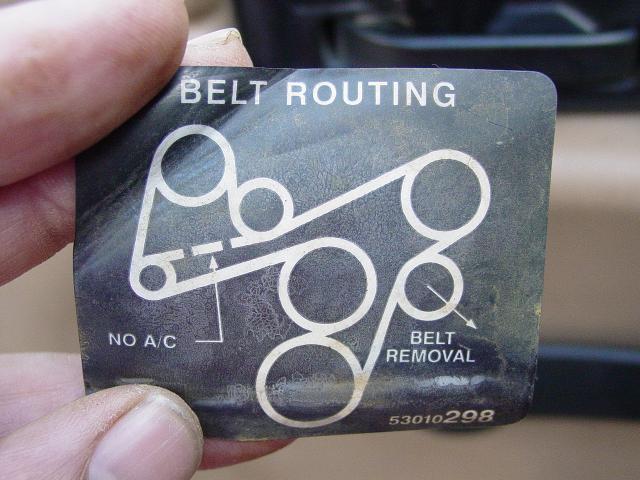 BELT ROUTING
NO A/C
BELT
REMOVAL
53010298